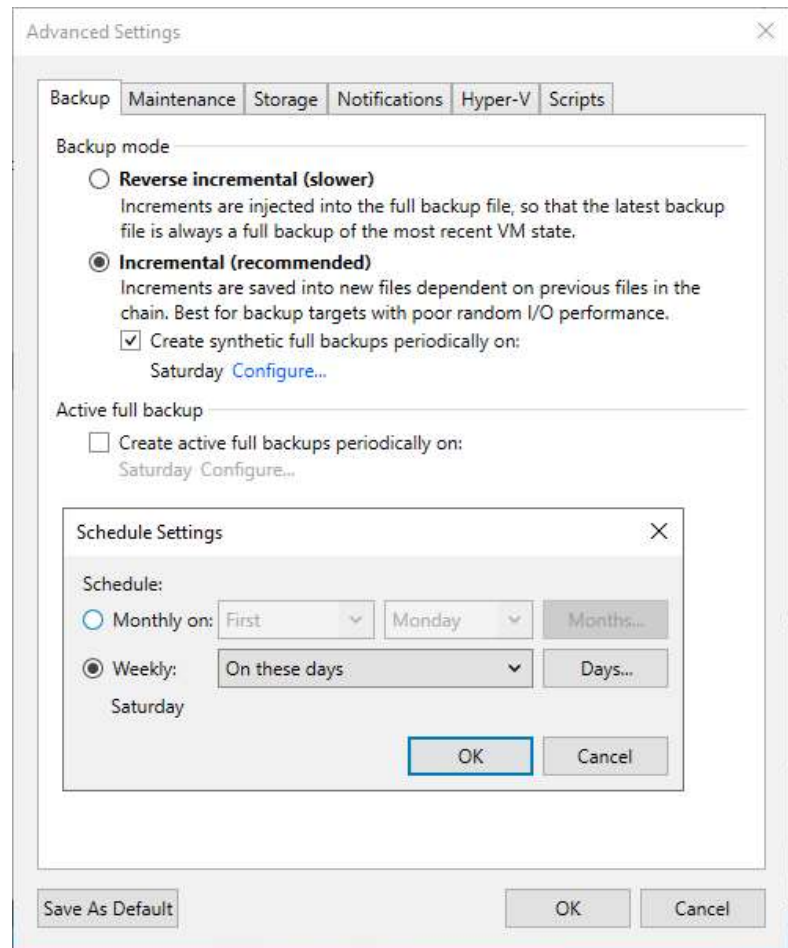 Advanced Settings
Backup Maintenance Storage Notifications Hyper-V Scripts
Backup mode
Reverse incremental (slower)
Increments are injected into the full backup file, so that the latest backup
file is always a full backup of the most recent VM state.
Incremental (recommended)
Increments are saved into new files dependent on previous files in the
chain. Best for backup targets with poor random I/O performance.
Create synthetic full backups periodically on:
Saturday Configure...
Active full backup
Create active full backups periodically on:
Saturday Configure...
Schedule Settings
Schedule:
Monthly on: First Monday Months...
Weekly: On these days Days...
Saturday
OK Cancel
Save As Default OK Cancel